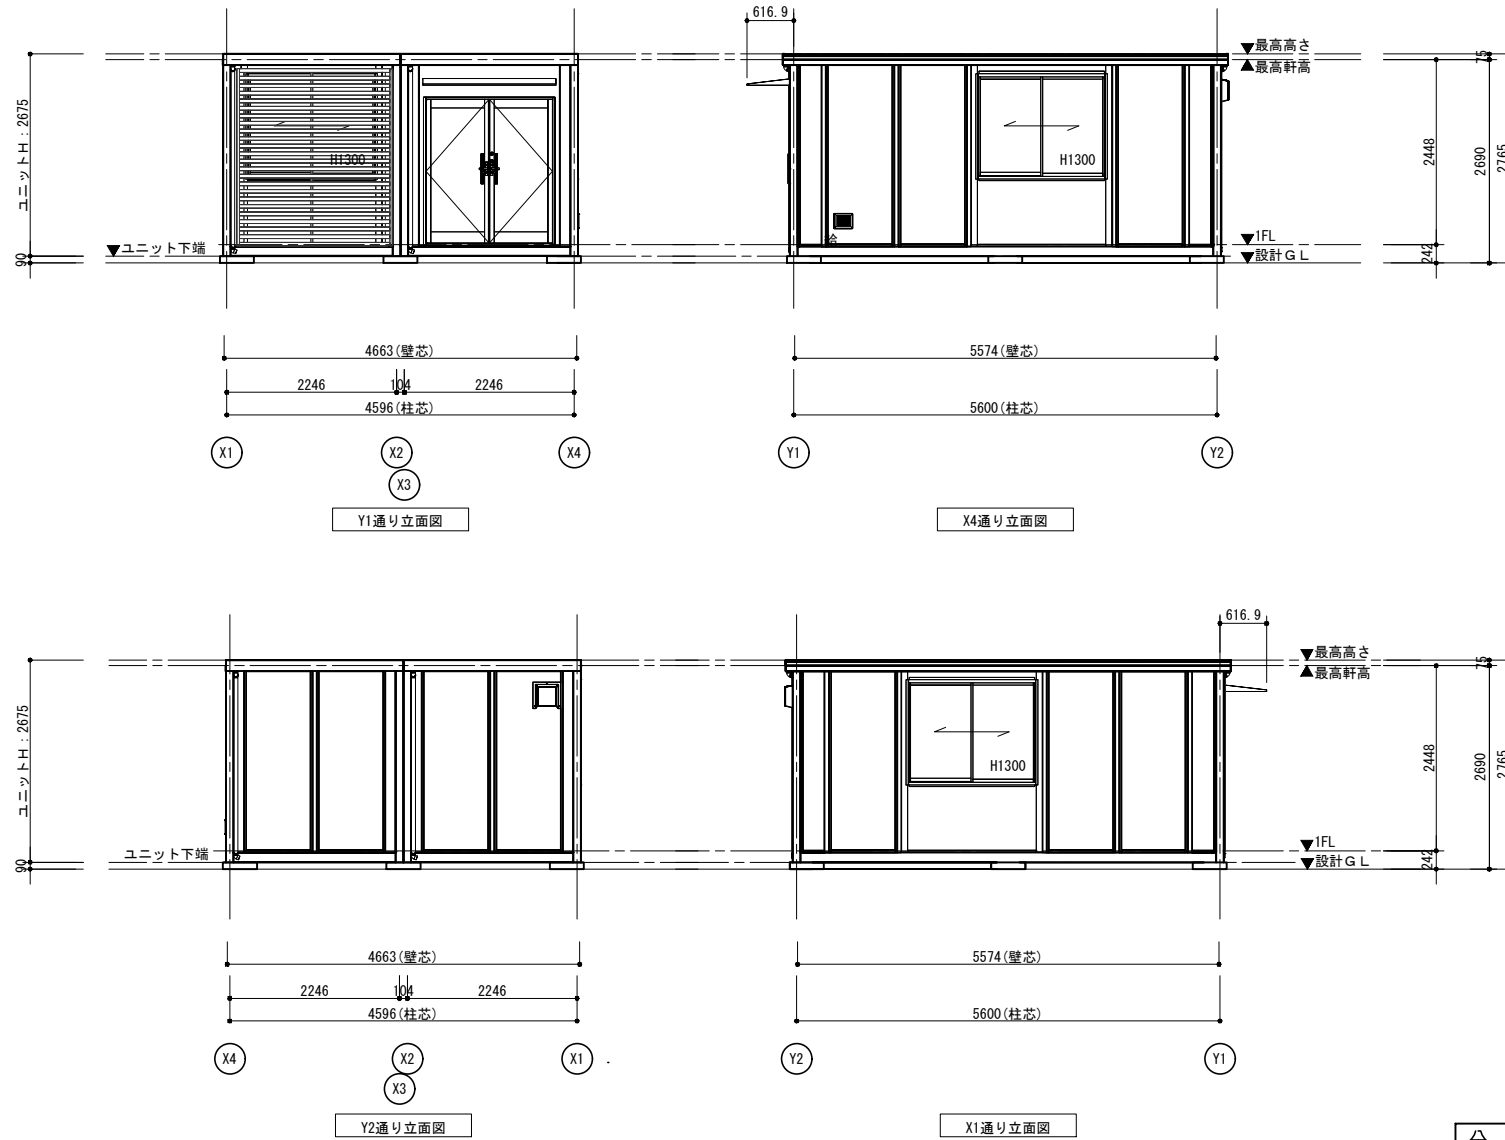 616.9
▼最高高さ
▲最高軒高
75
ユニットH：2675
2448
2690
2765
H1300
H1300
給
▼1FL
▼ユニット下端
▼設計ＧＬ
90
242
4663(壁芯)
5574(壁芯)
2246
104
2246
4596(柱芯)
5600(柱芯)
X1
X2
X4
Y1
Y2
X3
Y1通り立面図
X4通り立面図
616.9
▼最高高さ
▲最高軒高
75
ユニットH：2675
2448
2690
2765
H1300
▼1FL
ユニット下端
▼設計ＧＬ
90
242
4663(壁芯)
5574(壁芯)
2246
104
2246
4596(柱芯)
5600(柱芯)
X4
X2
X1
Y2
Y1
X3
Y2通り立面図
X1通り立面図